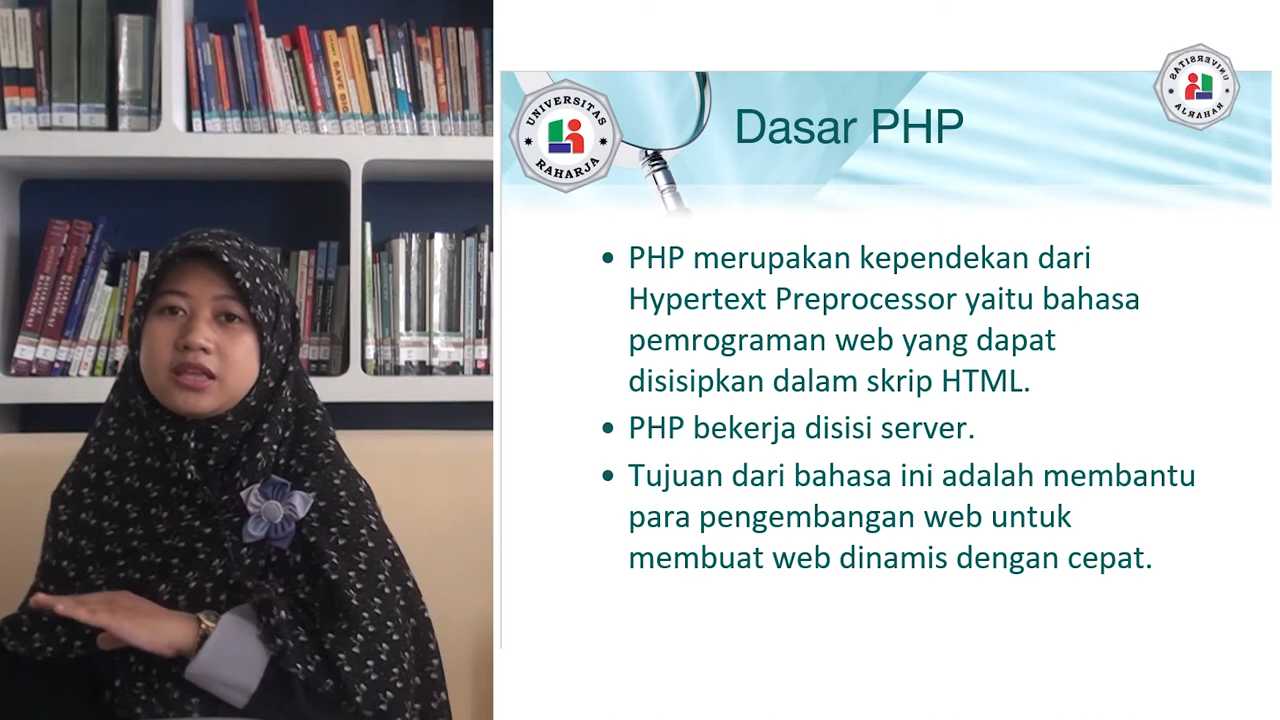 UNIVERSITAS
RAHARJA
Dasar PHP
UNIVERSITAS
RAHARJA
• PHP merupakan kependekan dari
Hypertext Preprocessor yaitu bahasa
pemrograman web yang dapat
disisipkan dalam skrip HTML.
• PHP bekerja disisi server.
• Tujuan dari bahasa ini adalah membantu
para pengembangan web untuk
membuat web dinamis dengan cepat.